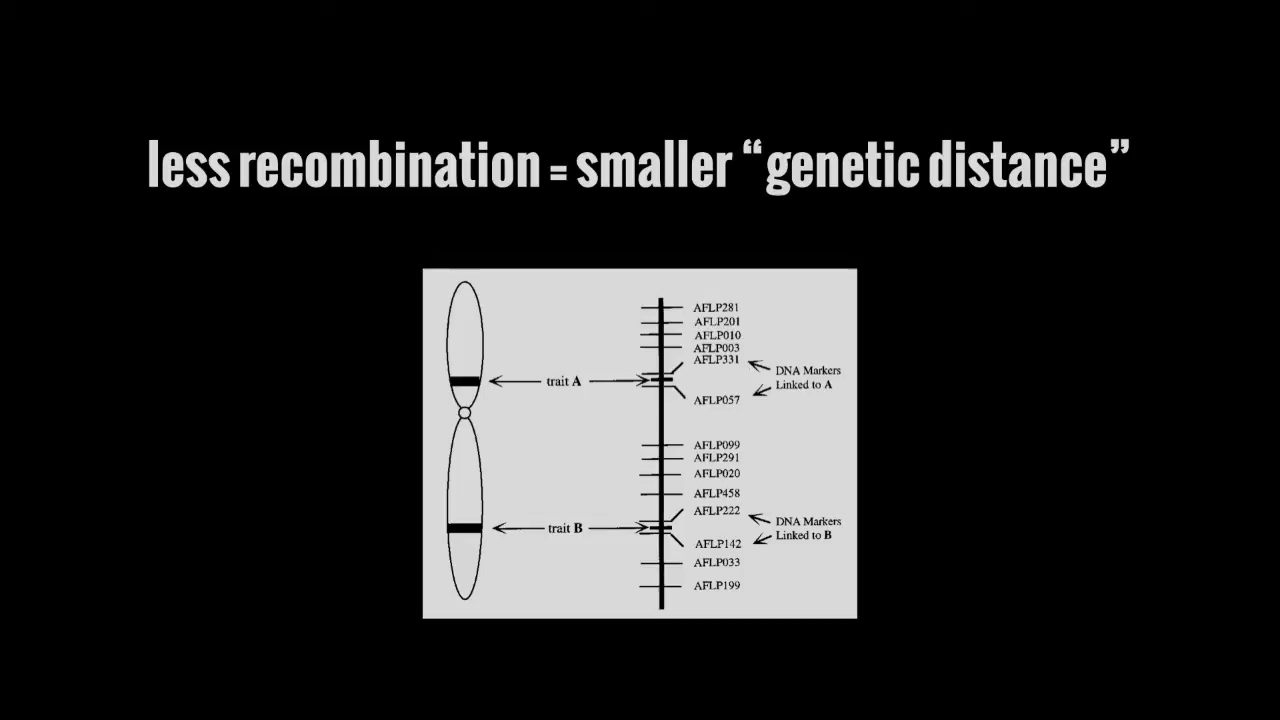 less recombination = smaller “genetic distance”
AFLP281
AFLP201
AFLP010
AFLP003
AFLP331
DNA Markers
Linked to A
trait A
AFLP057
AFLP099
AFLP291
AFLP020
AFLP458
AFLP222
DNA Markers
Linked to B
trait B
AFLP142
AFLP033
AFLP199